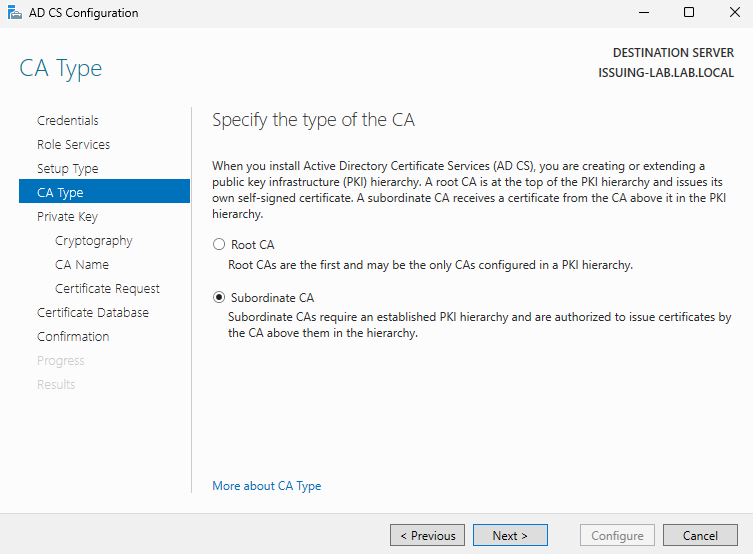 AD CS Configuration
CA Type
DESTINATION SERVER
ISSUING-LAB.LAB.LOCAL
Credentials
Role Services
Setup Type
CA Type
Private Key
Cryptography
CA Name
Certificate Request
Certificate Database
Confirmation
Progress
Results
Specify the type of the CA
When you install Active Directory Certificate Services (AD CS), you are creating or extending a
public key infrastructure (PKI) hierarchy. A root CA is at the top of the PKI hierarchy and issues its
own self-signed certificate. A subordinate CA receives a certificate from the CA above it in the PKI
hierarchy.
Root CA
Root CAs are the first and may be the only CAs configured in a PKI hierarchy.
Subordinate CA
Subordinate CAs require an established PKI hierarchy and are authorized to issue certificates by
the CA above them in the hierarchy.
More about CA Type
< Previous
Next >
Configure
Cancel